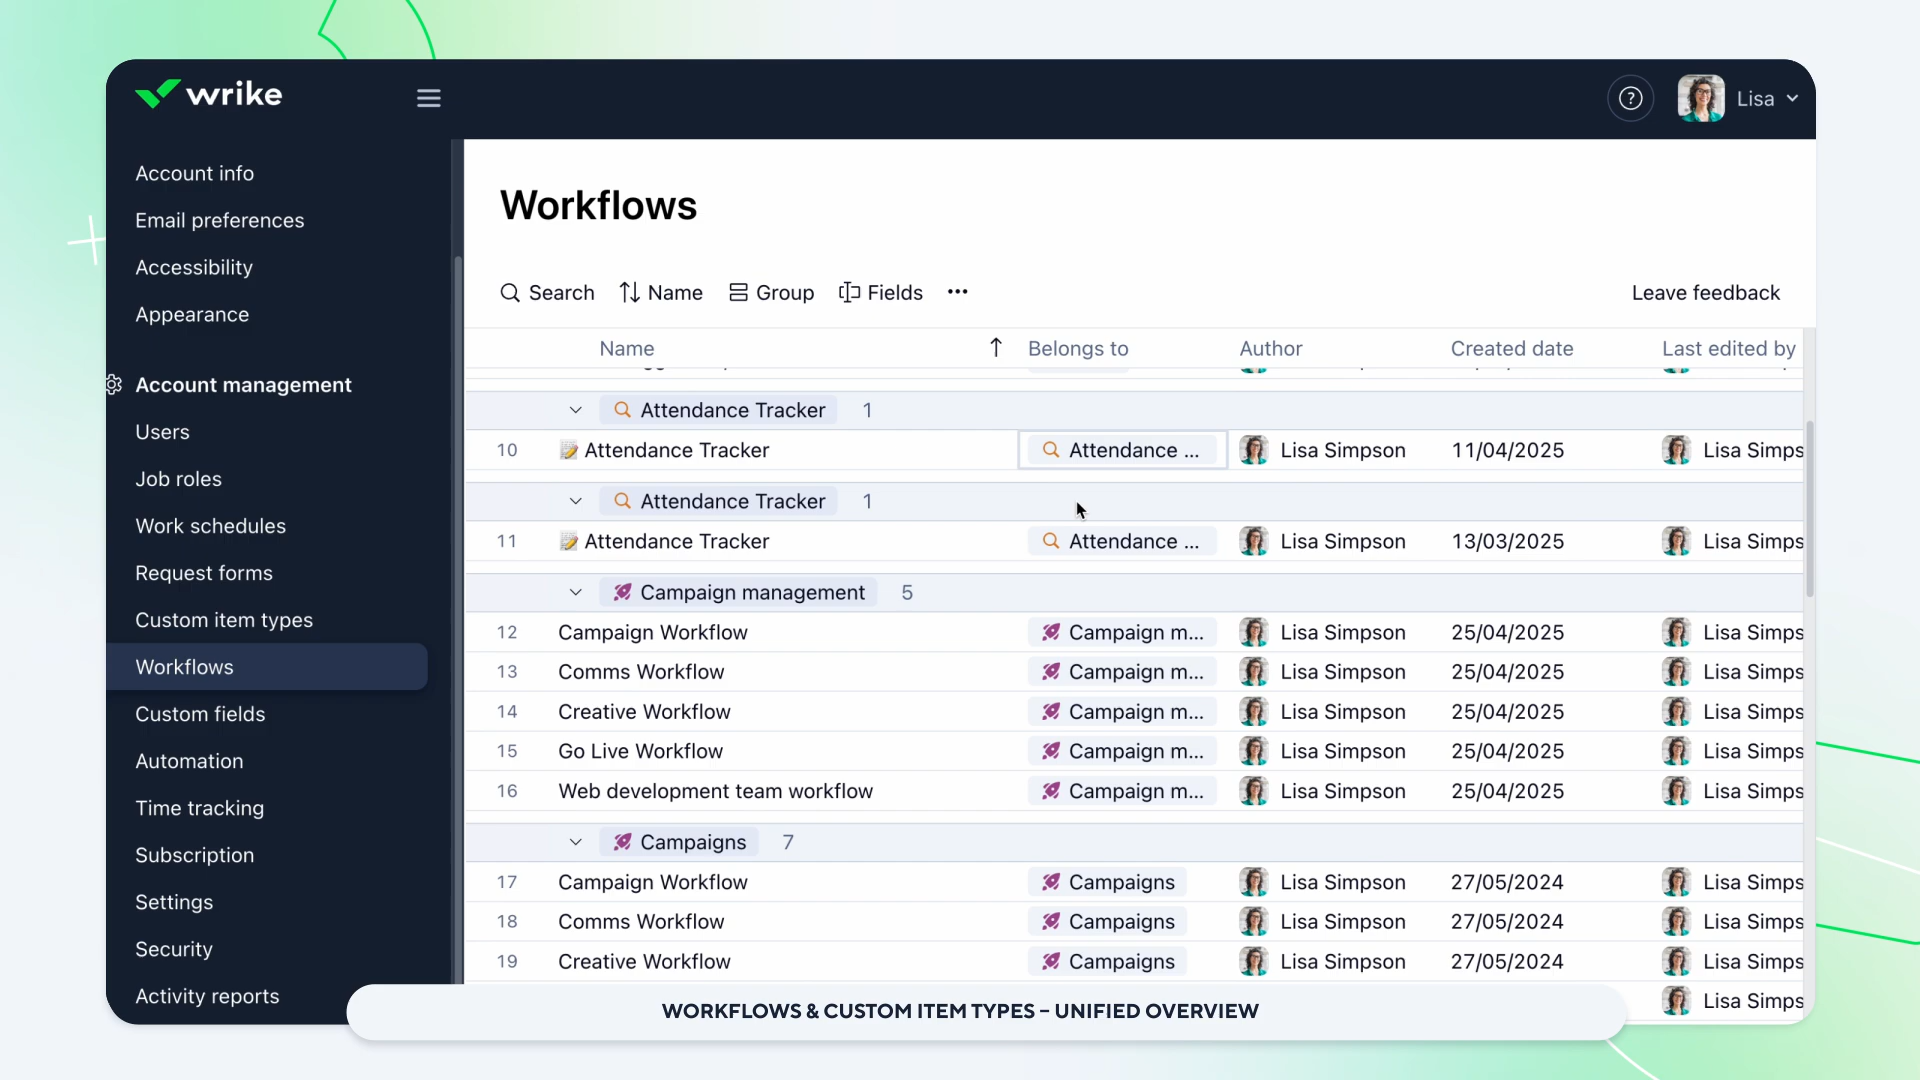 wrike
Lisa
Account info
Email preferences
Accessibility
Appearance
Account management
Users
Job roles
Work schedules
Request forms
Custom item types
Workflows
Custom fields
Automation
Time tracking
Subscription
Settings
Security
Activity reports
Workflows
Search Name Group Fields ••• Leave feedback
Name ↑ Belongs to Author Created date Last edited by
Attendance Tracker 1
10 Attendance Tracker Attendance ... Lisa Simpson 11/04/2025 Lisa Simps
Attendance Tracker 1
11 Attendance Tracker Attendance ... Lisa Simpson 13/03/2025 Lisa Simps
Campaign management 5
12 Campaign Workflow Campaign m... Lisa Simpson 25/04/2025 Lisa Simps
13 Comms Workflow Campaign m... Lisa Simpson 25/04/2025 Lisa Simps
14 Creative Workflow Campaign m... Lisa Simpson 25/04/2025 Lisa Simps
15 Go Live Workflow Campaign m... Lisa Simpson 25/04/2025 Lisa Simps
16 Web development team workflow Campaign m... Lisa Simpson 25/04/2025 Lisa Simps
Campaigns 7
17 Campaign Workflow Campaigns Lisa Simpson 27/05/2024 Lisa Simps
18 Comms Workflow Campaigns Lisa Simpson 27/05/2024 Lisa Simps
19 Creative Workflow Campaigns Lisa Simpson 27/05/2024 Lisa Simps
Lisa Simps
WORKFLOWS & CUSTOM ITEM TYPES – UNIFIED OVERVIEW